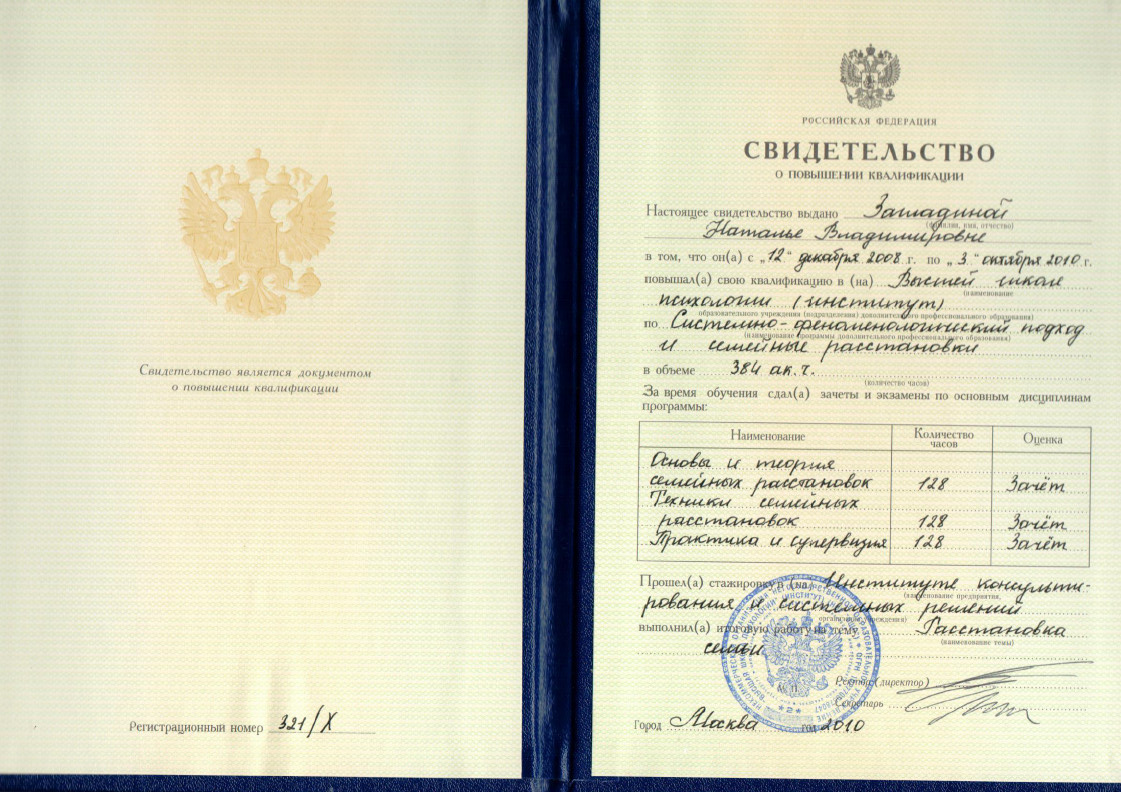 Свидетельство является документом
о повышении квалификации
Регистрационный номер 321/X
РОССИЙСКАЯ ФЕДЕРАЦИЯ
СВИДЕТЕЛЬСТВО
О ПОВЫШЕНИИ КВАЛИФИКАЦИИ
Настоящее свидетельство выдано Загладиной
(фамилия, имя, отчество)
Наталье Владимировне
в том, что он(а) с „12" декабря 2008 г. по „3" октября 2010 г.
повышал(а) свою квалификацию в (на) Высшей школе
(наименование
психологии (институт)
образовательного учреждения (подразделения) дополнительного профессионального образования)
по Системно-феноменологический подход
(наименование программы дополнительного профессионального образования)
и семейные расстановки
в объеме 384 ак.ч.
(количество часов)
За время обучения сдал(а) зачеты и экзамены по основным дисциплинам
программы:
Наименование Количество часов Оценка
Основы и теория
семейных расстановок 128 Зачёт
Техники семейных
расстановок 128 Зачёт
Практика и супервизия 128 Зачёт
Прошел(а) стажировку в (на) Институте консульти-
(наименование предприятия,
рования и системных решений
организации, учреждения)
выполнил(а) итоговую работу на тему Расстановка
(наименование темы)
семьи
М. П.
Ректор (директор)
Секретарь
Город Москва год 2010